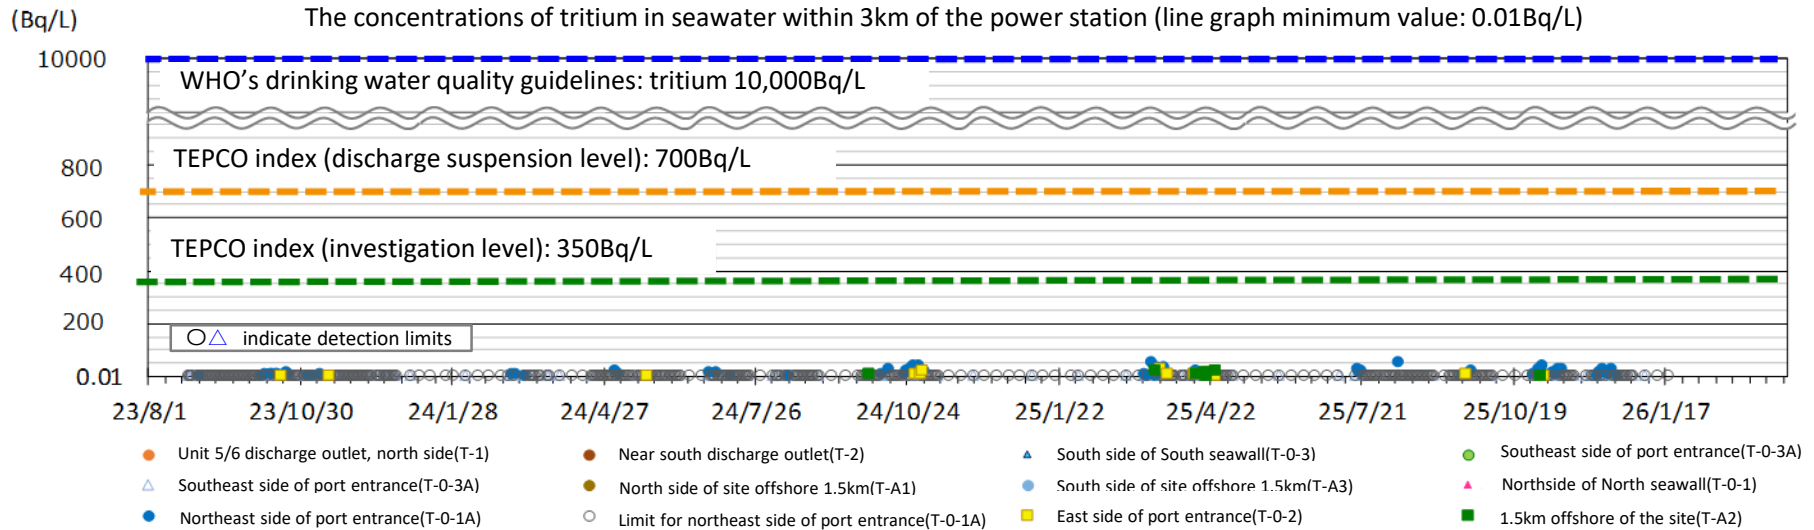 (Bq/L)
The concentrations of tritium in seawater within 3km of the power station (line graph minimum value: 0.01Bq/L)
10000
WHO's drinking water quality guidelines: tritium 10,000Bq/L
TEPCO index (discharge suspension level): 700Bq/L
800
600
TEPCO index (investigation level): 350Bq/L
400
200
○△ indicate detection limits
0.01
23/8/1 23/10/30 24/1/28 24/4/27 24/7/26 24/10/24 25/1/22 25/4/22 25/7/21 25/10/19 26/1/17
Unit 5/6 discharge outlet, north side(T-1) Near south discharge outlet(T-2) South side of South seawall(T-0-3) Southeast side of port entrance(T-0-3A)
Southeast side of port entrance(T-0-3A) North side of site offshore 1.5km(T-A1) South side of site offshore 1.5km(T-A3) Northside of North seawall(T-0-1)
Northeast side of port entrance(T-0-1A) Limit for northeast side of port entrance(T-0-1A) East side of port entrance(T-0-2) 1.5km offshore of the site(T-A2)